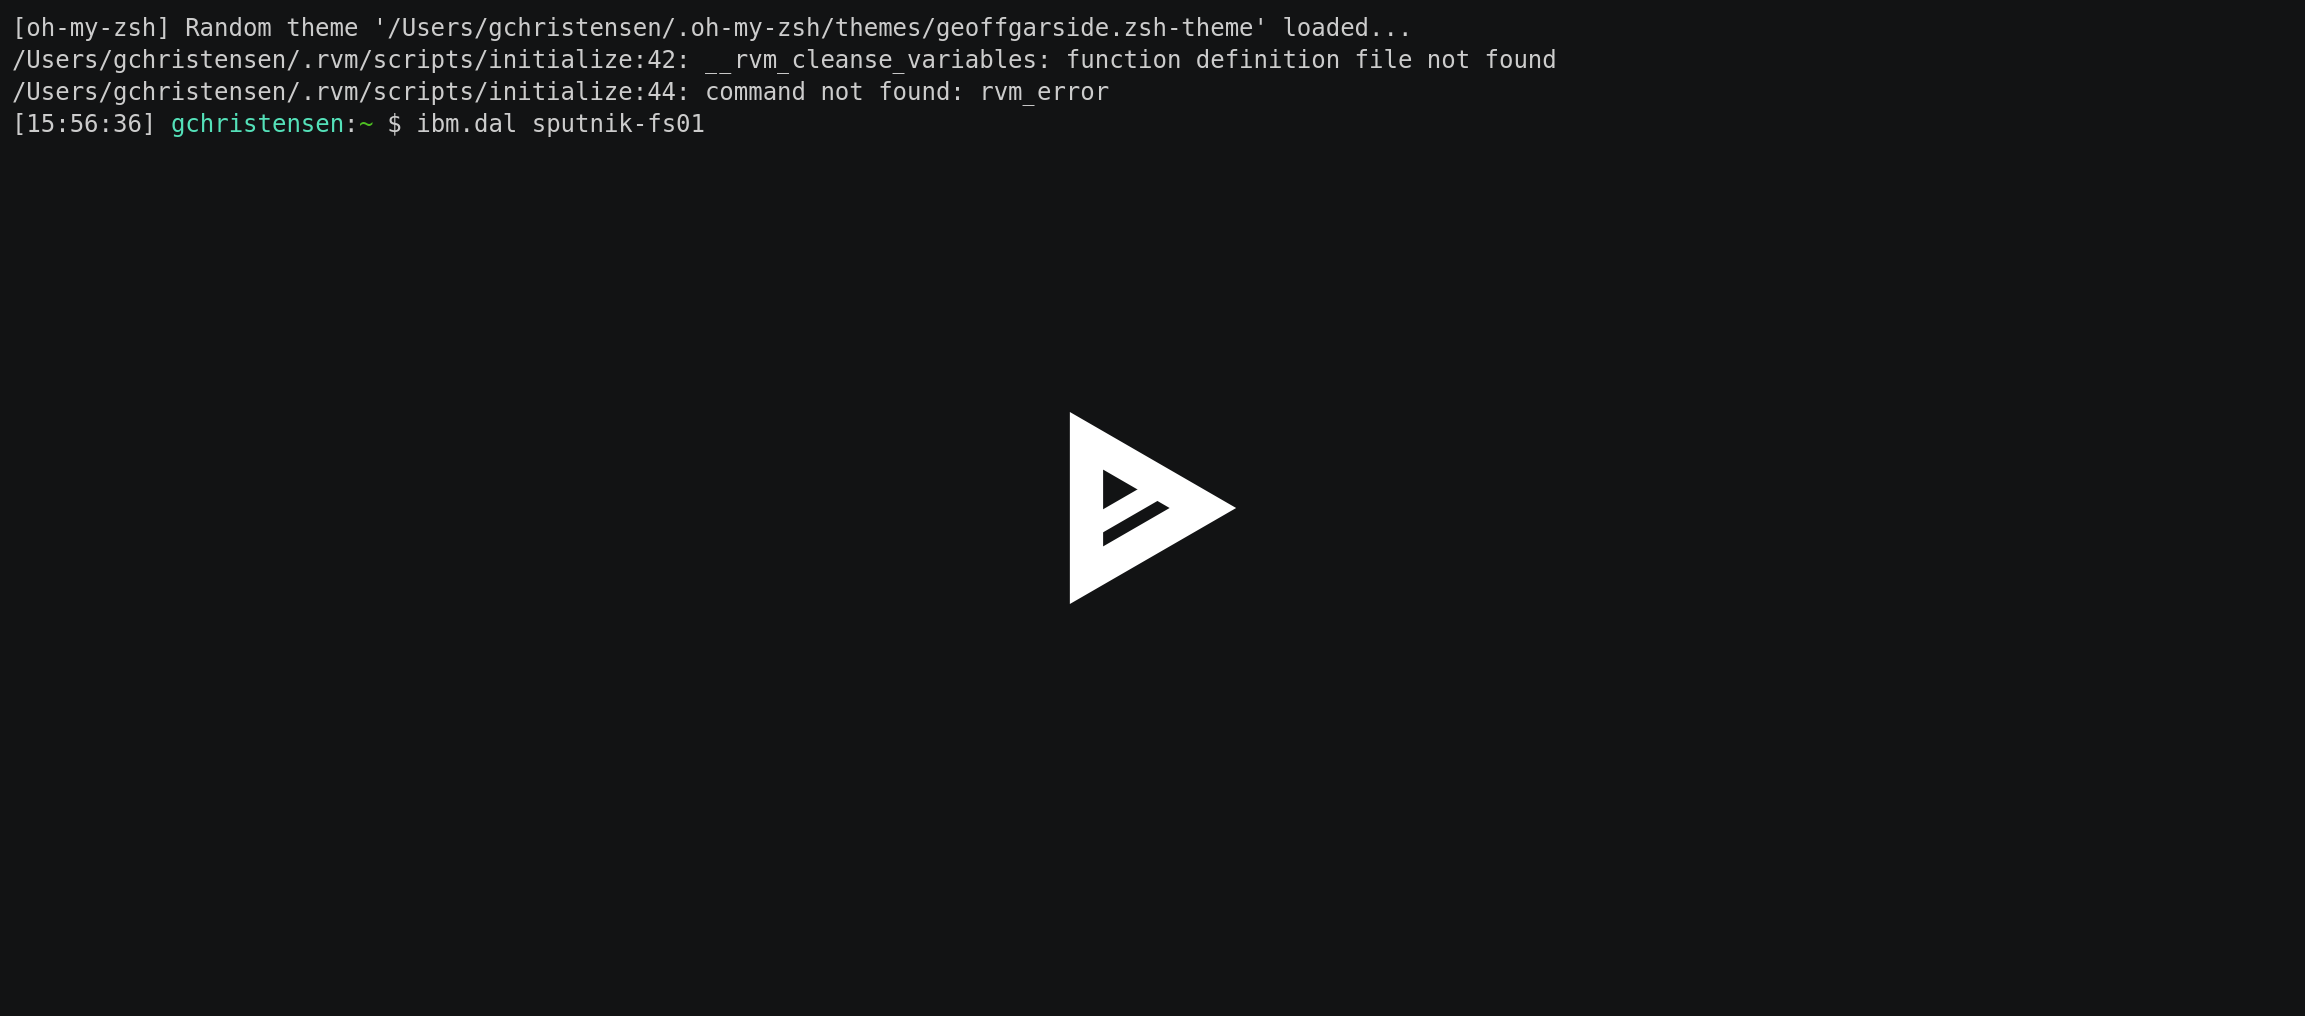 [oh-my-zsh] Random theme '/Users/gchristensen/.oh-my-zsh/themes/geoffgarside.zsh-theme' loaded...
/Users/gchristensen/.rvm/scripts/initialize:42: __rvm_cleanse_variables: function definition file not found
/Users/gchristensen/.rvm/scripts/initialize:44: command not found: rvm_error
[15:56:36] gchristensen:~ $ ibm.dal sputnik-fs01